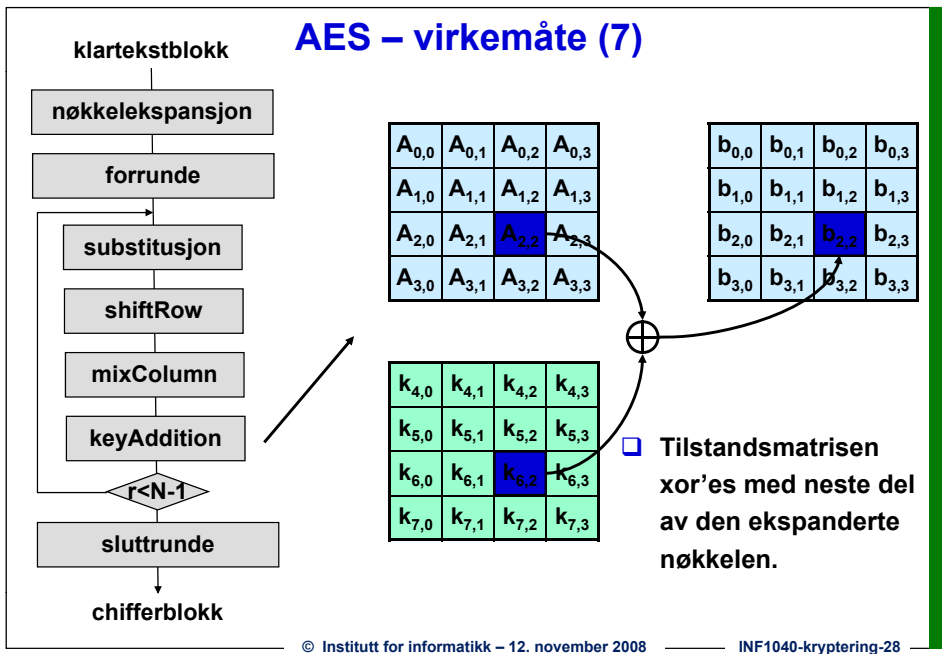 AES – virkemåte (7)
klartekstblokk
nøkkelekspansjon
forrunde
substitusjon
shiftRow
mixColumn
keyAddition
r<N-1
sluttrunde
chifferblokk
A0,0 A0,1 A0,2 A0,3
A1,0 A1,1 A1,2 A1,3
A2,0 A2,1 A2,2 A2,3
A3,0 A3,1 A3,2 A3,3
k4,0 k4,1 k4,2 k4,3
k5,0 k5,1 k5,2 k5,3
k6,0 k6,1 k6,2 k6,3
k7,0 k7,1 k7,2 k7,3
b0,0 b0,1 b0,2 b0,3
b1,0 b1,1 b1,2 b1,3
b2,0 b2,1 b2,2 b2,3
b3,0 b3,1 b3,2 b3,3
❑ Tilstandsmatrisen
xor’es med neste del
av den ekspanderte
nøkkelen.
© Institutt for informatikk – 12. november 2008 INF1040-kryptering-28